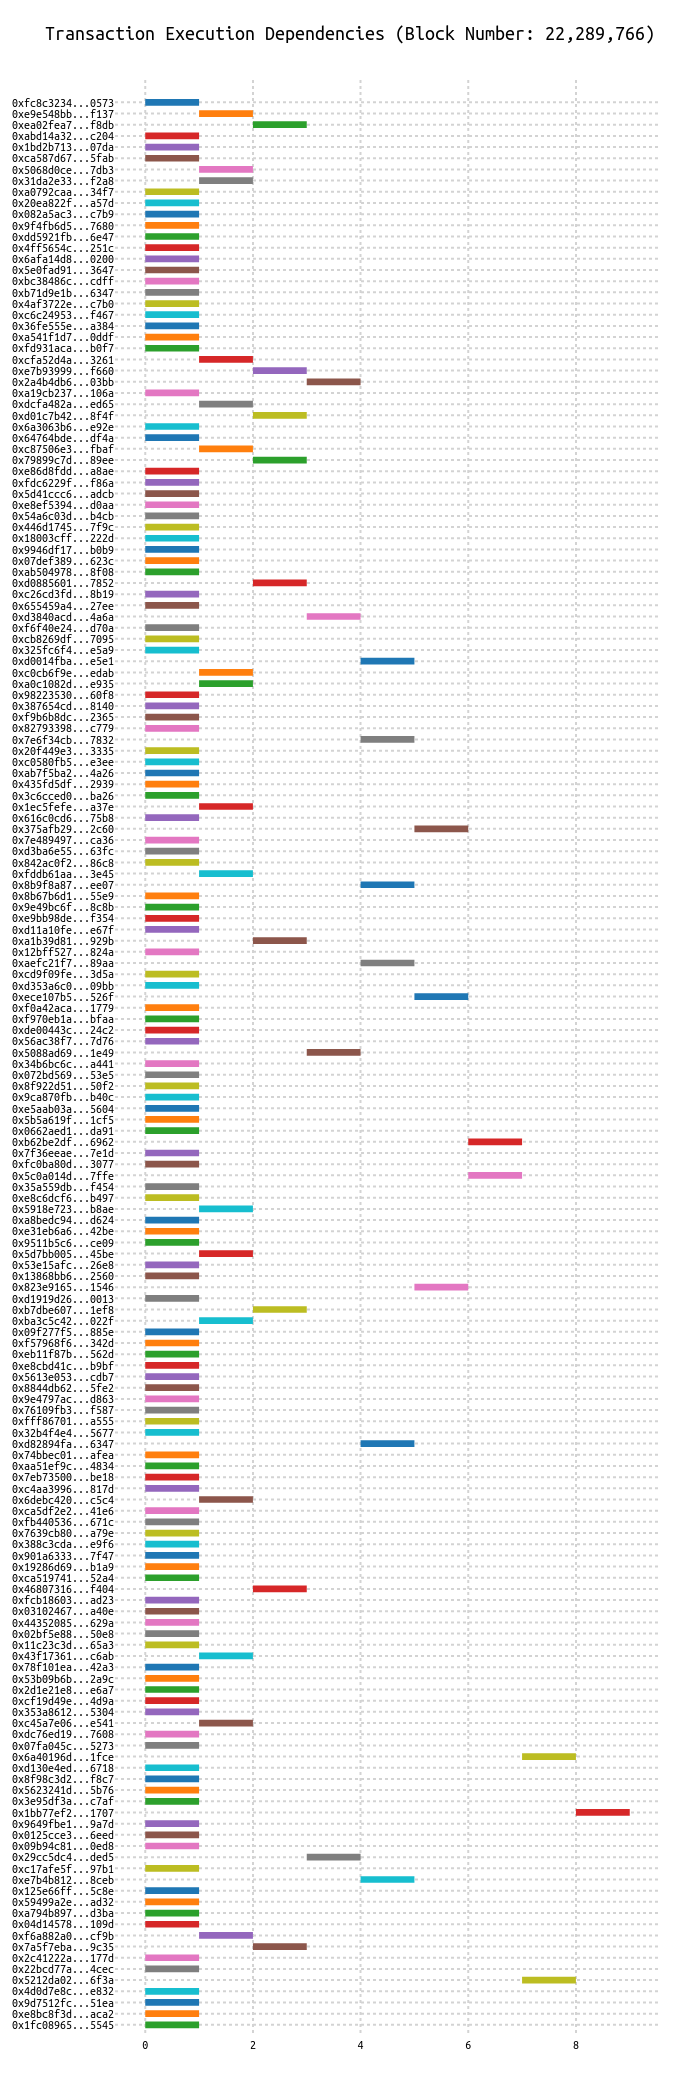 Transaction Execution Dependencies (Block Number: 22,289,766)
0xfc8c3234...0573
0xe9e548bb...f137
0xea02fea7...f8db
0xabd14a32...c204
0x1bd2b713...07da
0xca587d67...5fab
0x5068d0ce...7db3
0x31da2e33...f2a8
0xa0792caa...34f7
0x20ea822f...a57d
0x082a5ac3...c7b9
0x9f4fb6d5...7680
0xdd5921fb...6e47
0x4ff5654c...251c
0x6afa14d8...0200
0x5e0fad91...3647
0xbc38486c...cdff
0xb71d9e1b...6347
0x4af3722e...c7b0
0xc6c24953...f467
0x36fe555e...a384
0xa541f1d7...0ddf
0xfd931aca...b0f7
0xcfa52d4a...3261
0xe7b93999...f660
0x2a4b4db6...03bb
0xa19cb237...106a
0xdcfa482a...ed65
0xd01c7b42...8f4f
0x6a3063b6...e92e
0x64764bde...df4a
0xc87506e3...fbaf
0x79899c7d...89ee
0xe86d8fdd...a8ae
0xfdc6229f...f86a
0x5d41ccc6...adcb
0xe8ef5394...d0aa
0x54a6c03d...b4cb
0x446d1745...7f9c
0x18003cff...222d
0x9946df17...b0b9
0x07def389...623c
0xab504978...8f08
0xd0885601...7852
0xc26cd3fd...8b19
0x655459a4...27ee
0xd3840acd...4a6a
0xf6f40e24...d70a
0xcb8269df...7095
0x325fc6f4...e5a9
0xd0014fba...e5e1
0xc0cb6f9e...edab
0xa0c1082d...e935
0x98223530...60f8
0x387654cd...8140
0xf9b6b8dc...2365
0x82793398...c779
0x7e6f34cb...7832
0x20f449e3...3335
0xc0580fb5...e3ee
0xab7f5ba2...4a26
0x435fd5df...2939
0x3c6cced0...ba26
0x1ec5fefe...a37e
0x616c0cd6...75b8
0x375afb29...2c60
0x7e489497...ca36
0xd3ba6e55...63fc
0x842ac0f2...86c8
0xfddb61aa...3e45
0x8b9f8a87...ee07
0x8b67b6d1...55e9
0x9e49bc6f...8c8b
0xe9bb98de...f354
0xd11a10fe...e67f
0xa1b39d81...929b
0x12bff527...824a
0xaefc21f7...89aa
0xcd9f09fe...3d5a
0xd353a6c0...09bb
0xece107b5...526f
0xf0a42aca...1779
0xf970eb1a...bfaa
0xde00443c...24c2
0x56ac38f7...7d76
0x5088ad69...1e49
0x34b6bc6c...a441
0x072bd569...53e5
0x8f922d51...50f2
0x9ca870fb...b40c
0xe5aab03a...5604
0x5b5a619f...1cf5
0x0662aed1...da91
0xb62be2df...6962
0x7f36eeae...7e1d
0xfc0ba80d...3077
0x5c0a014d...7ffe
0x35a559db...f454
0xe8c6dcf6...b497
0x5918e723...b8ae
0xa8bedc94...d624
0xe31eb6a6...42be
0x9511b5c6...ce09
0x5d7bb005...45be
0x53e15afc...26e8
0x13868bb6...2560
0x823e9165...1546
0xd1919d26...0013
0xb7dbe607...1ef8
0xba3c5c42...022f
0x09f277f5...885e
0xf57968f6...342d
0xeb11f87b...562d
0xe8cbd41c...b9bf
0x5613e053...cdb7
0x8844db62...5fe2
0x9e4797ac...d863
0x76109fb3...f587
0xfff86701...a555
0x32b4f4e4...5677
0xd82894fa...6347
0x74bbec01...afea
0xaa51ef9c...4834
0x7eb73500...be18
0xc4aa3996...817d
0x6debc420...c5c4
0xca5df2e2...41e6
0xfb440536...671c
0x7639cb80...a79e
0x388c3cda...e9f6
0x901a6333...7f47
0x19286d69...b1a9
0xca519741...52a4
0x46807316...f404
0xfcb18603...ad23
0x03102467...a40e
0x44352085...629a
0x02bf5e88...50e8
0x11c23c3d...65a3
0x43f17361...c6ab
0x78f101ea...42a3
0x53b09b6b...2a9c
0x2d1e21e8...e6a7
0xcf19d49e...4d9a
0x353a8612...5304
0xc45a7e06...e541
0xdc76ed19...7608
0x07fa045c...5273
0x6a40196d...1fce
0xd130e4ed...6718
0x8f98c3d2...f8c7
0x5623241d...5b76
0x3e95df3a...c7af
0x1bb77ef2...1707
0x9649fbe1...9a7d
0x0125cce3...6eed
0x09b94c81...0ed8
0x29cc5dc4...ded5
0xc17afe5f...97b1
0xe7b4b812...8ceb
0x125e66ff...5c8e
0x59499a2e...ad32
0xa794b897...d3ba
0x04d14578...109d
0xf6a882a0...cf9b
0x7a5f7eba...9c35
0x2c41222a...177d
0x22bcd77a...4cec
0x5212da02...6f3a
0x4d0d7e8c...e832
0x9d7512fc...51ea
0xe8bc8f3d...aca2
0x1fc08965...5545
0 2 4 6 8